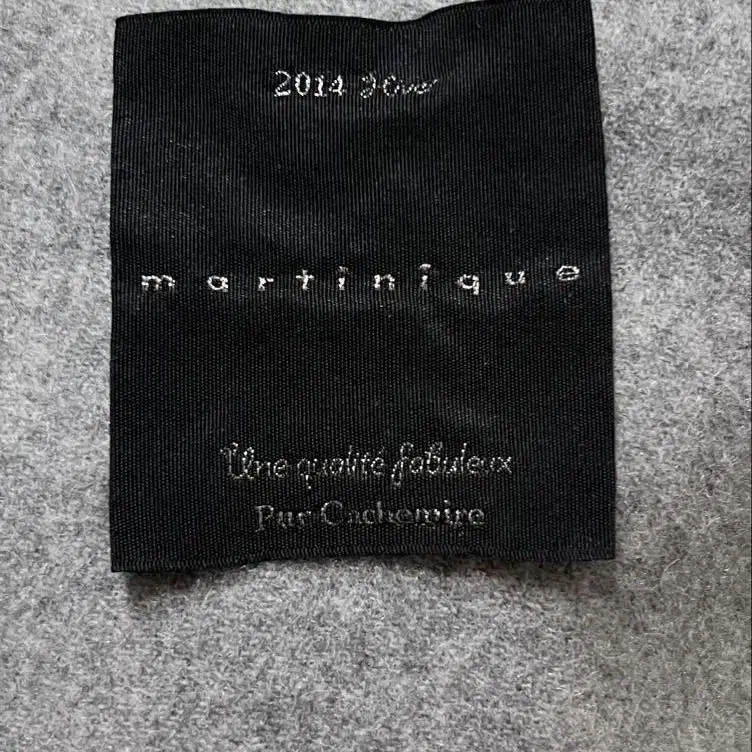 2014 Hiver
martinique
Une qualité fabuleux
Pur Cachemire